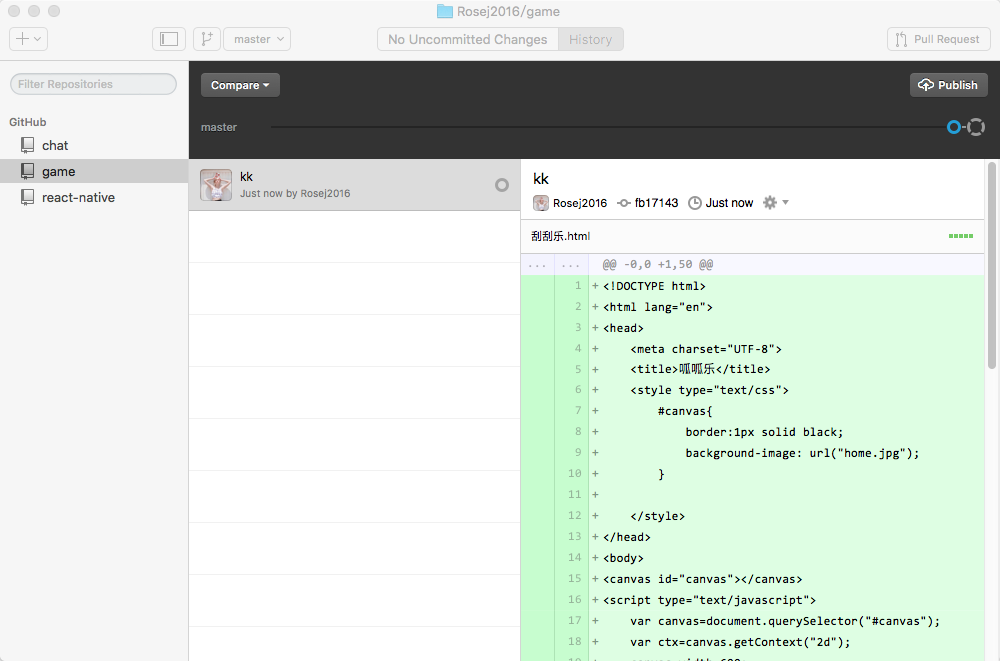 Rosej2016/game
master
No Uncommitted Changes
History
Pull Request
Filter Repositories
Compare
Publish
GitHub
master
chat
game
react-native
kk
Just now by Rosej2016
kk
Rosej2016 fb17143 Just now
刮刮乐.html
... ... @@ -0,0 +1,50 @@
1 +<!DOCTYPE html>
2 +<html lang="en">
3 +<head>
4 + <meta charset="UTF-8">
5 + <title>呱呱乐</title>
6 + <style type="text/css">
7 + #canvas{
8 + border:1px solid black;
9 + background-image: url("home.jpg");
10 + }
11 +
12 + </style>
13 +</head>
14 +<body>
15 +<canvas id="canvas"></canvas>
16 +<script type="text/javascript">
17 + var canvas=document.querySelector("#canvas");
18 + var ctx=canvas.getContext("2d");